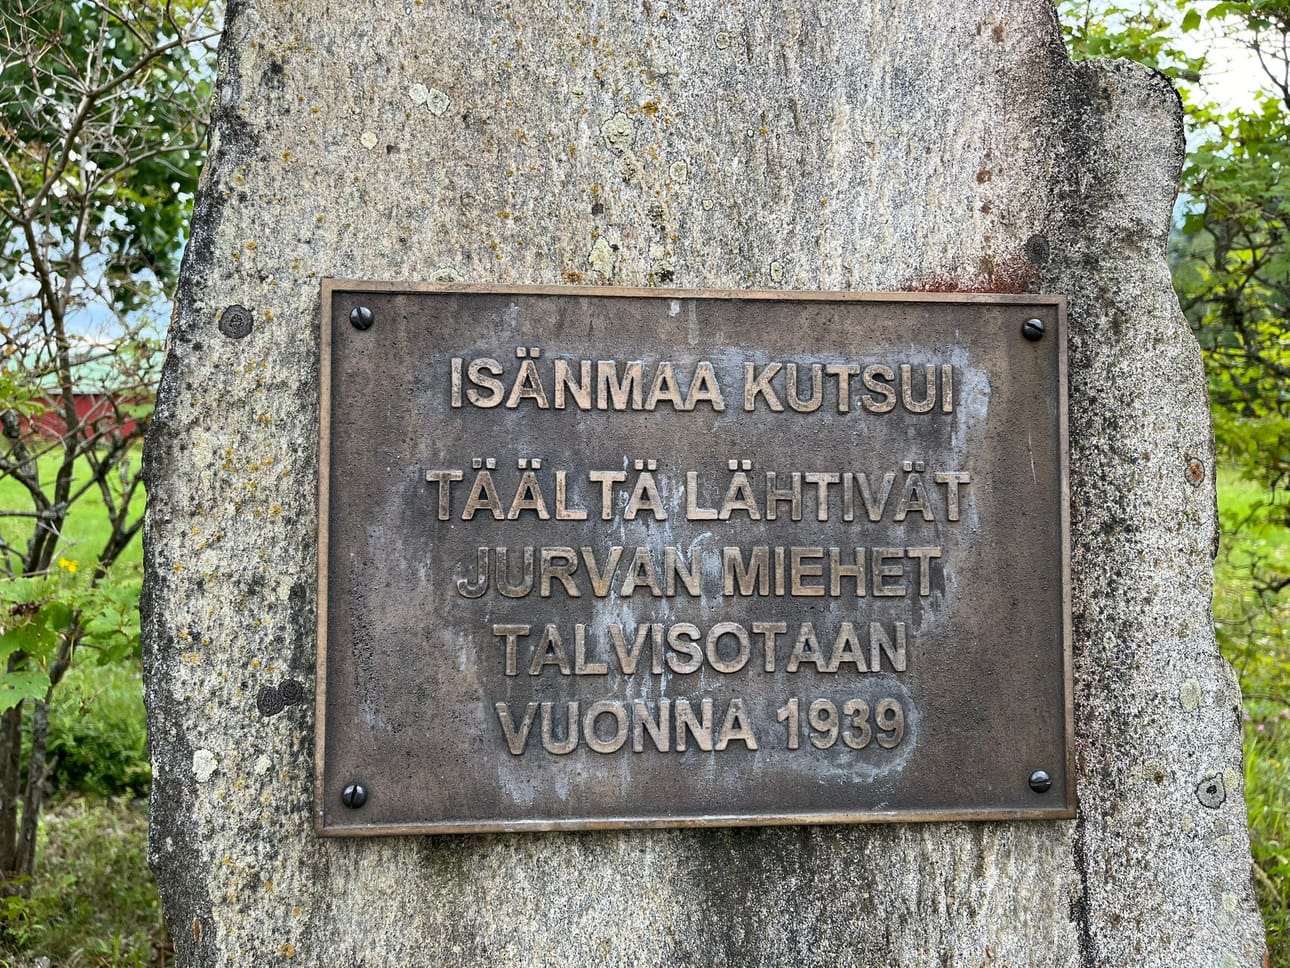 ISÄNMAA KUTSUI
TÄÄLTÄ LÄHTIVÄT
JURVAN MIEHET
TALVISOTAAN
VUONNA 1939